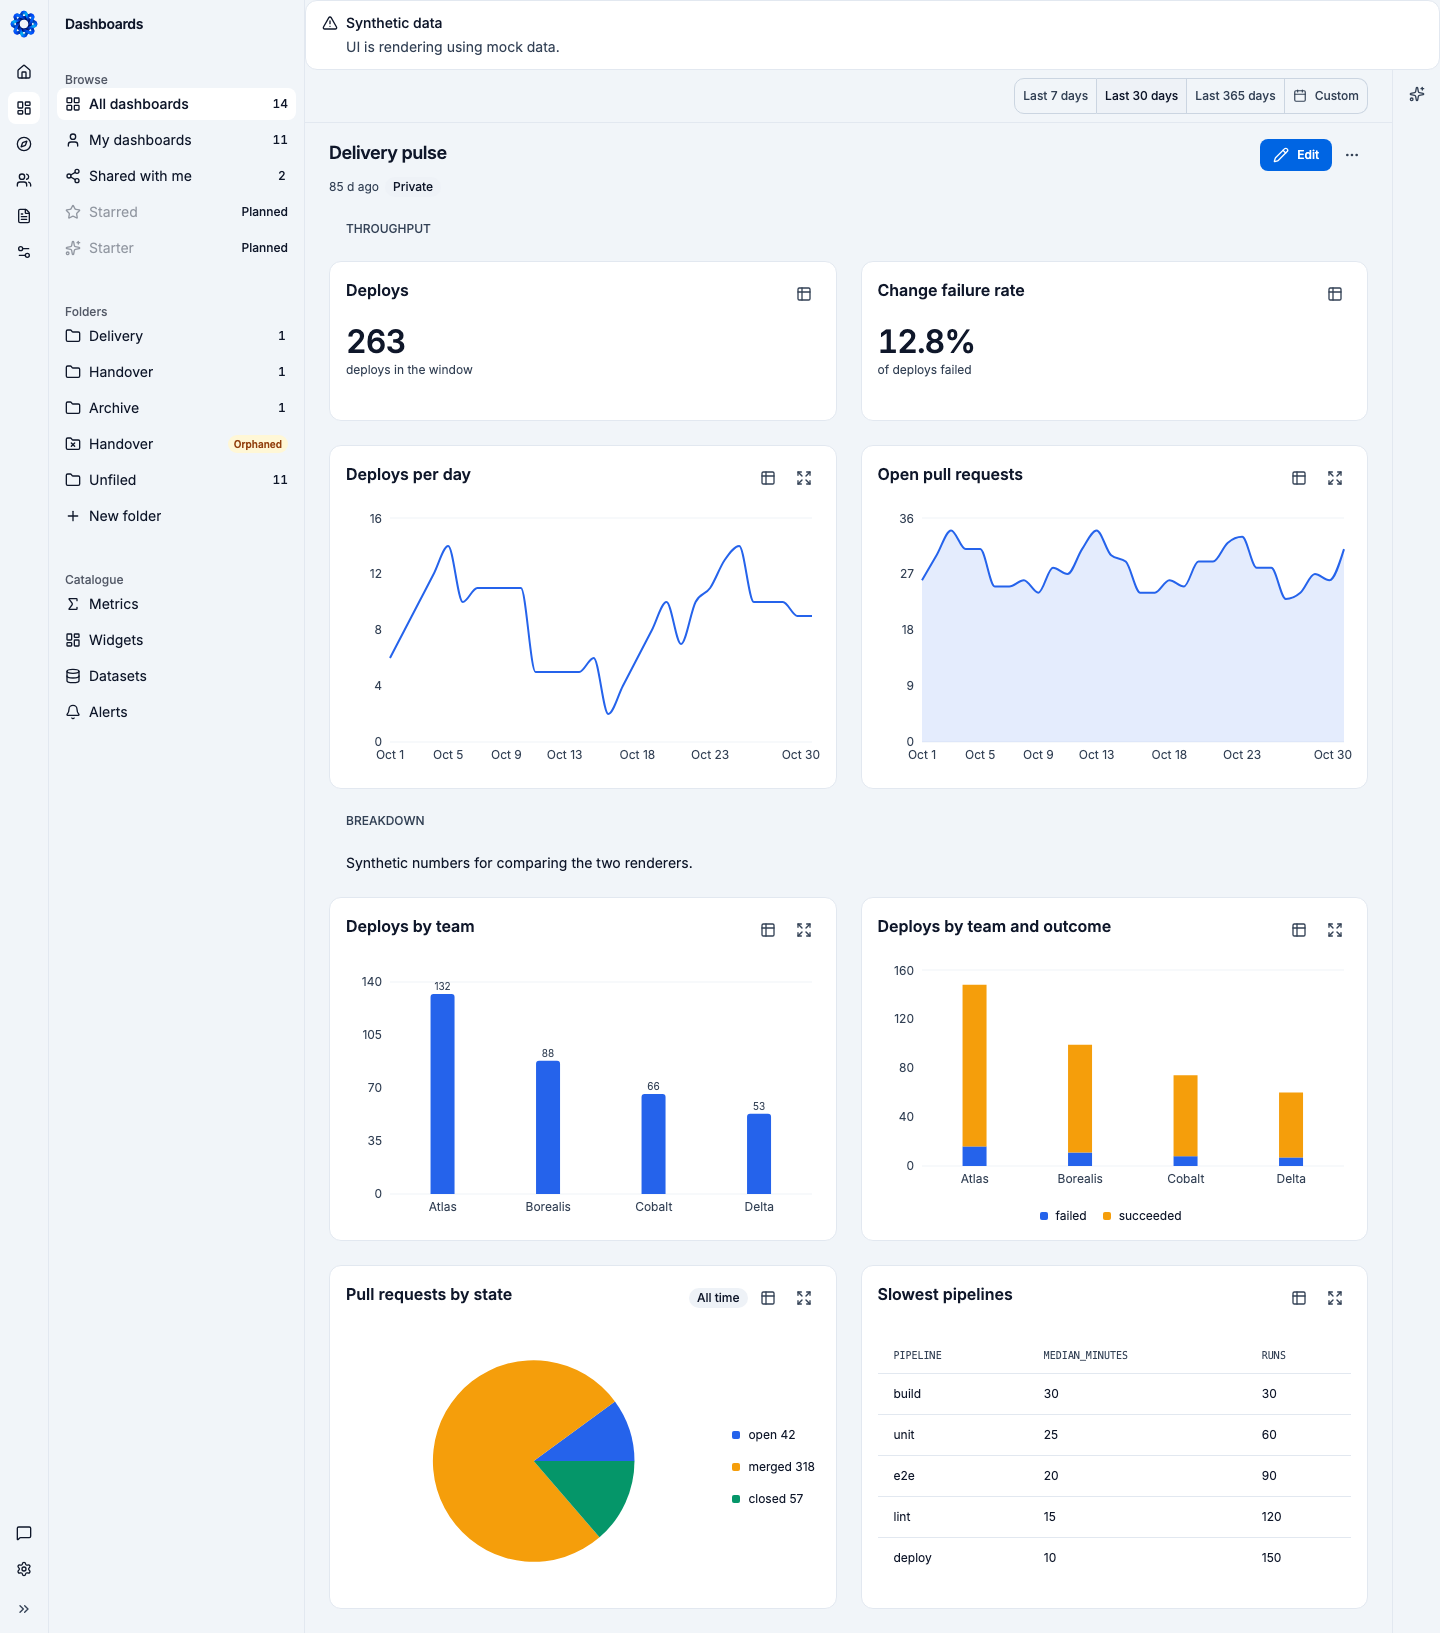 Dashboards
Browse
All dashboards 14
My dashboards 11
Shared with me 2
Starred Planned
Starter Planned
Folders
Delivery 1
Handover 1
Archive 1
Handover Orphaned
Unfiled 11
New folder
Catalogue
Metrics
Widgets
Datasets
Alerts
Synthetic data
UI is rendering using mock data.
Last 7 days Last 30 days Last 365 days Custom
Delivery pulse
Edit
85 d ago Private
THROUGHPUT
Deploys
263
deploys in the window
Change failure rate
12.8%
of deploys failed
Deploys per day
16
12
8
4
0
Oct 1 Oct 5 Oct 9 Oct 13 Oct 18 Oct 23 Oct 30
Open pull requests
36
27
18
9
0
Oct 1 Oct 5 Oct 9 Oct 13 Oct 18 Oct 23 Oct 30
BREAKDOWN
Synthetic numbers for comparing the two renderers.
Deploys by team
140
105
70
35
0
132
88
66
53
Atlas Borealis Cobalt Delta
Deploys by team and outcome
160
120
80
40
0
Atlas Borealis Cobalt Delta
failed succeeded
Pull requests by state
All time
open 42
merged 318
closed 57
Slowest pipelines
PIPELINE MEDIAN_MINUTES RUNS
build 30 30
unit 25 60
e2e 20 90
lint 15 120
deploy 10 150